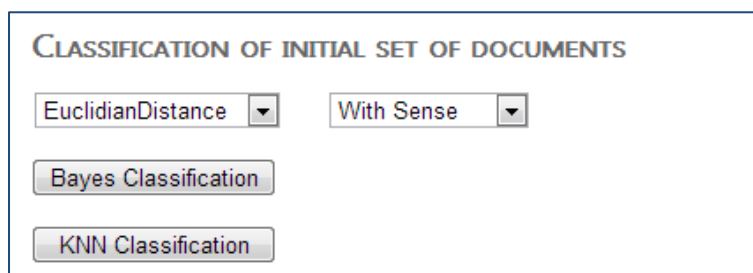 Classification of initial set of documents
EuclidianDistance With Sense
Bayes Classification
KNN Classification